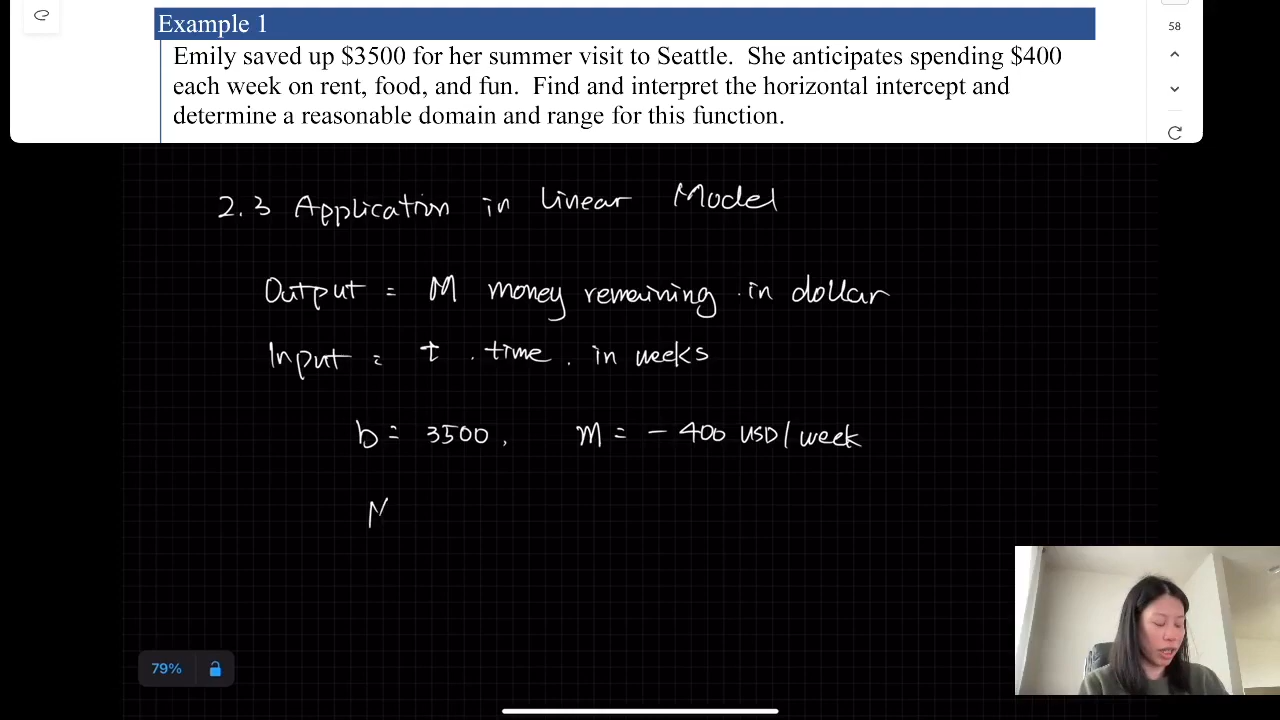 58
Example 1
Emily saved up $3500 for her summer visit to Seattle. She anticipates spending $400
each week on rent, food, and fun. Find and interpret the horizontal intercept and
determine a reasonable domain and range for this function.
2.3 Application in linear Model
Output = M money remaining . in dollar
Input = t . time . in weeks
b = 3500 , m = - 400 USD/week
79%